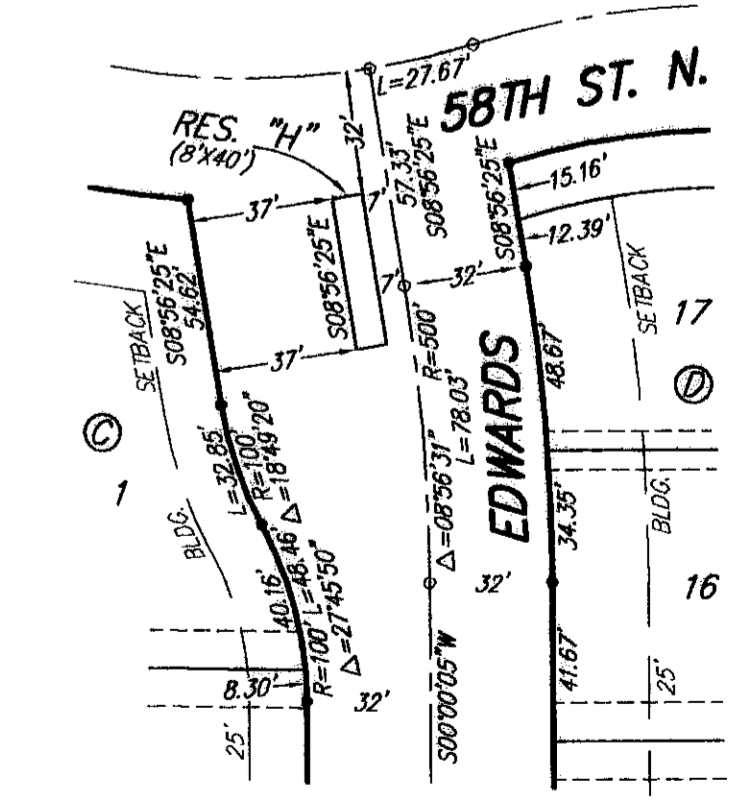 L=27.67'
58TH ST. N.
RES. "H"
(8'X40')
32'
57.33'
S08°56'25"E
S08°56'25"E
15.16'
12.39'
37'
7'
S08°56'25"E
54.62'
S08°56'25"E
7'
32'
SETBACK
SETBACK
17
D
37'
R=500'
L=78.03'
Δ=08°56'31"
EDWARDS
48.67'
C
1
L=32.85'
R=100'
Δ=18°49'20"
BLDG.
BLDG.
34.35'
40.16'
L=48.46'
R=100'
Δ=27°45'50"
32'
16
S00°00'05"W
41.67'
8.30'
32'
25'
25'